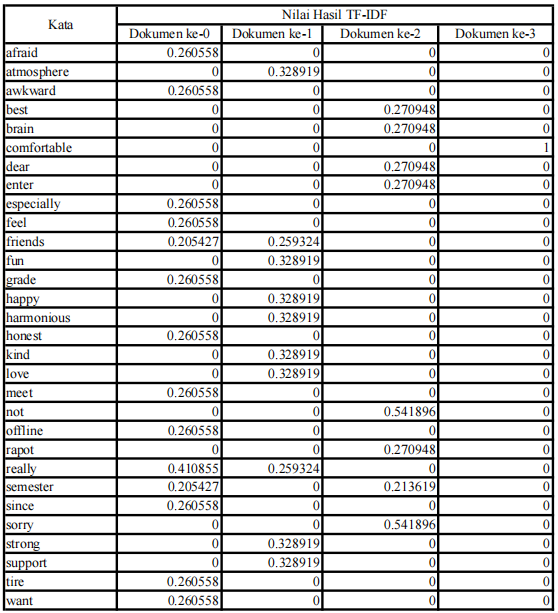 Kata Nilai Hasil TF-IDF
Dokumen ke-0 Dokumen ke-1 Dokumen ke-2 Dokumen ke-3
afraid 0.260558 0 0 0
atmosphere 0 0.328919 0 0
awkward 0.260558 0 0 0
best 0 0 0.270948 0
brain 0 0 0.270948 0
comfortable 0 0 0 1
dear 0 0 0.270948 0
enter 0 0 0.270948 0
especially 0.260558 0 0 0
feel 0.260558 0 0 0
friends 0.205427 0.259324 0 0
fun 0 0.328919 0 0
grade 0.260558 0 0 0
happy 0 0.328919 0 0
harmonious 0 0.328919 0 0
honest 0.260558 0 0 0
kind 0 0.328919 0 0
love 0 0.328919 0 0
meet 0.260558 0 0 0
not 0 0 0.541896 0
offline 0.260558 0 0 0
rapot 0 0 0.270948 0
really 0.410855 0.259324 0 0
semester 0.205427 0 0.213619 0
since 0.260558 0 0 0
sorry 0 0 0.541896 0
strong 0 0.328919 0 0
support 0 0.328919 0 0
tire 0.260558 0 0 0
want 0.260558 0 0 0